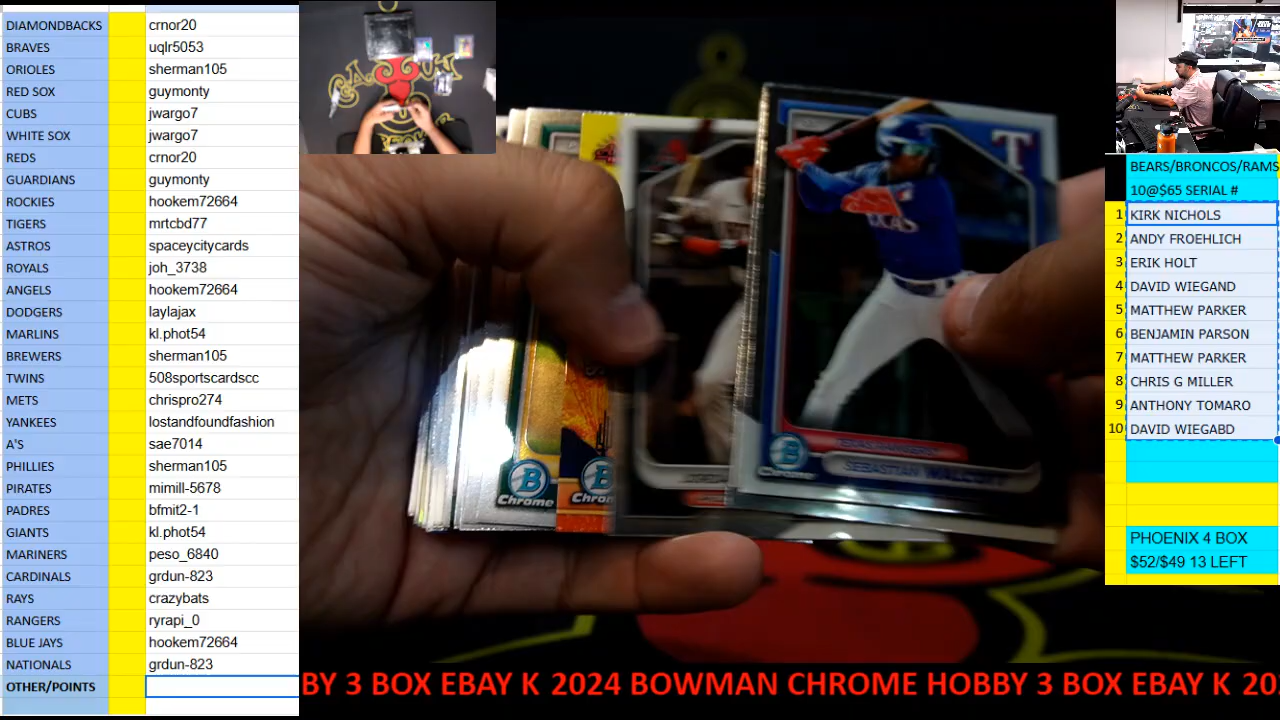 DIAMONDBACKS crnor20
BRAVES uqlr5053
ORIOLES sherman105
RED SOX guymonty
CUBS jwargo7
WHITE SOX jwargo7
REDS crnor20
GUARDIANS guymonty
ROCKIES hookem72664
TIGERS mrtcbd77
ASTROS spaceycitycards
ROYALS joh_3738
ANGELS hookem72664
DODGERS laylajax
MARLINS kl.phot54
BREWERS sherman105
TWINS 508sportscardscc
METS chrispro274
YANKEES lostandfoundfashion
A'S sae7014
PHILLIES sherman105
PIRATES mimill-5678
PADRES bfmit2-1
GIANTS kl.phot54
MARINERS peso_6840
CARDINALS grdun-823
RAYS crazybats
RANGERS ryrapi_0
BLUE JAYS hookem72664
NATIONALS grdun-823
OTHER/POINTS
T
TEXAS RANGERS
SEBASTIAN WALCOTT
B Chrome
B Chrome
B Chrome
BEARS/BRONCOS/RAMS
10@$65 SERIAL #
1 KIRK NICHOLS
2 ANDY FROEHLICH
3 ERIK HOLT
4 DAVID WIEGAND
5 MATTHEW PARKER
6 BENJAMIN PARSON
7 MATTHEW PARKER
8 CHRIS G MILLER
9 ANTHONY TOMARO
10 DAVID WIEGABD
PHOENIX 4 BOX
$52/$49 13 LEFT
BY 3 BOX EBAY K 2024 BOWMAN CHROME HOBBY 3 BOX EBAY K 20